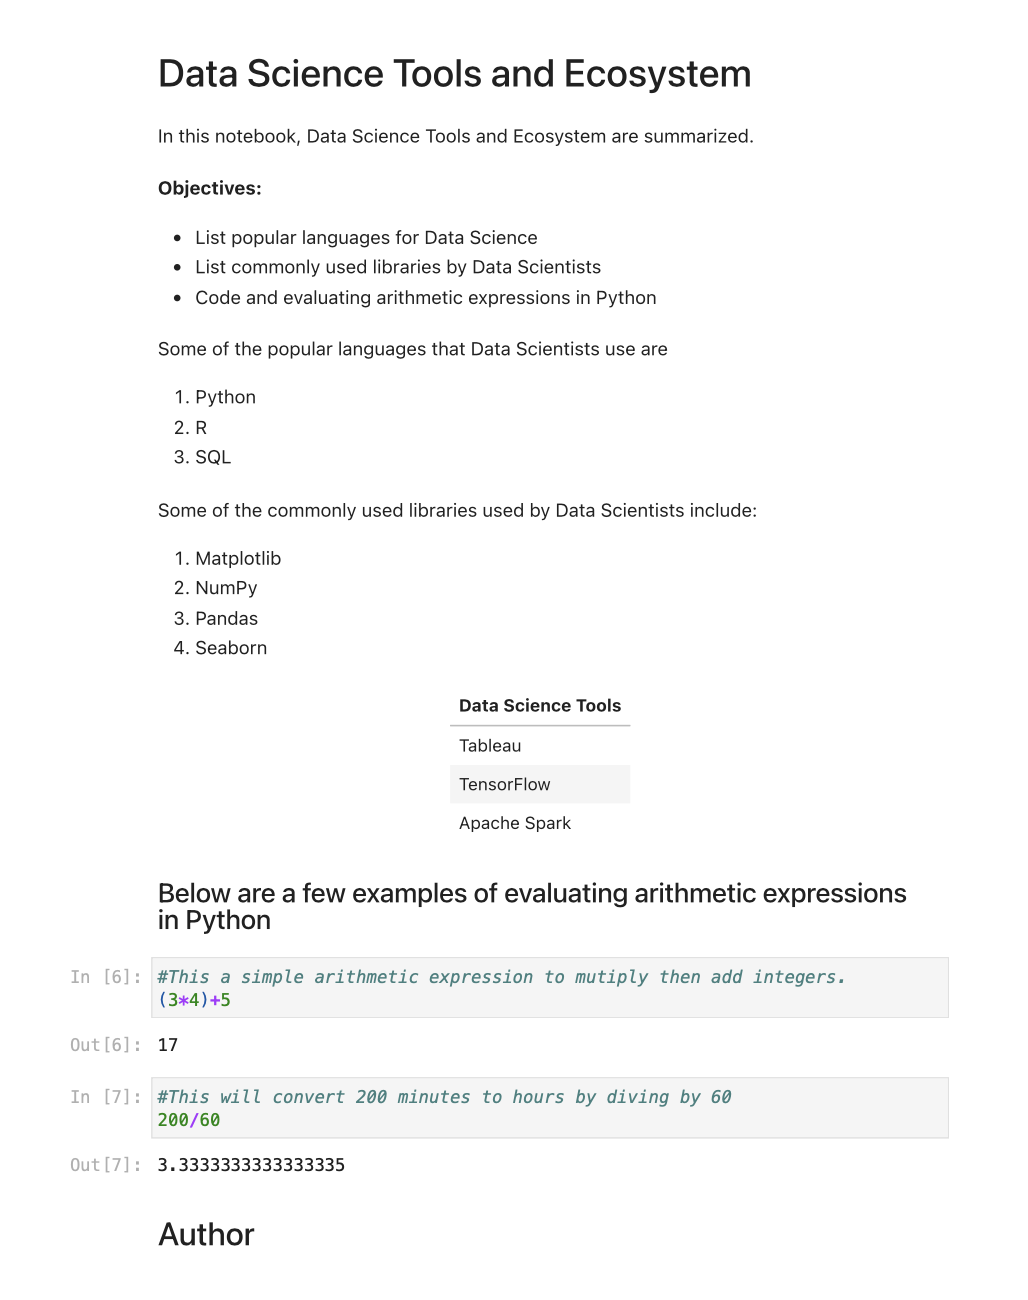 Data Science Tools and Ecosystem
In this notebook, Data Science Tools and Ecosystem are summarized.
Objectives:
• List popular languages for Data Science
• List commonly used libraries by Data Scientists
• Code and evaluating arithmetic expressions in Python
Some of the popular languages that Data Scientists use are
1. Python
2. R
3. SQL
Some of the commonly used libraries used by Data Scientists include:
1. Matplotlib
2. NumPy
3. Pandas
4. Seaborn
Data Science Tools
Tableau
TensorFlow
Apache Spark
Below are a few examples of evaluating arithmetic expressions
in Python
In [6]: #This a simple arithmetic expression to mutiply then add integers.
(3*4)+5
Out[6]: 17
In [7]: #This will convert 200 minutes to hours by diving by 60
200/60
Out[7]: 3.3333333333333335
Author